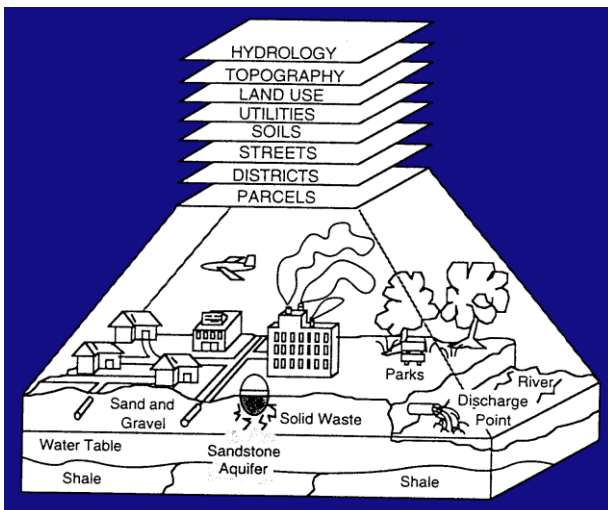 HYDROLOGY
TOPOGRAPHY
LAND USE
UTILITIES
SOILS
STREETS
DISTRICTS
PARCELS
Parks
River
Sand and
Gravel
Solid Waste
Discharge
Point
Water Table
Sandstone
Aquifer
Shale
Shale